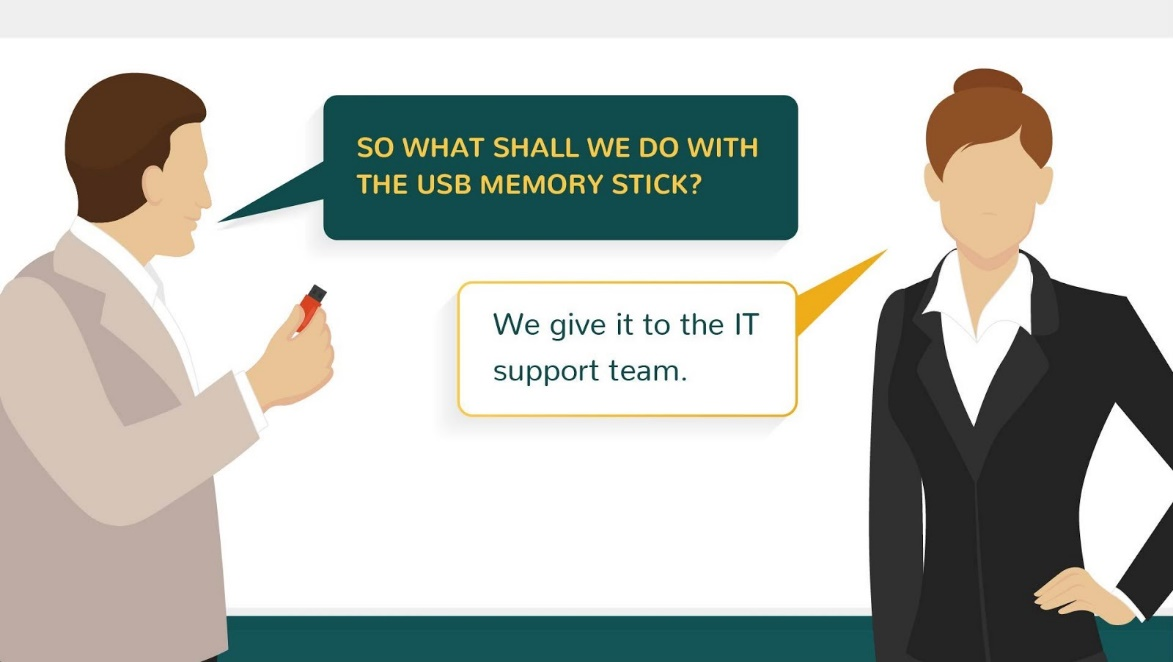 SO WHAT SHALL WE DO WITH
THE USB MEMORY STICK?
We give it to the IT
support team.